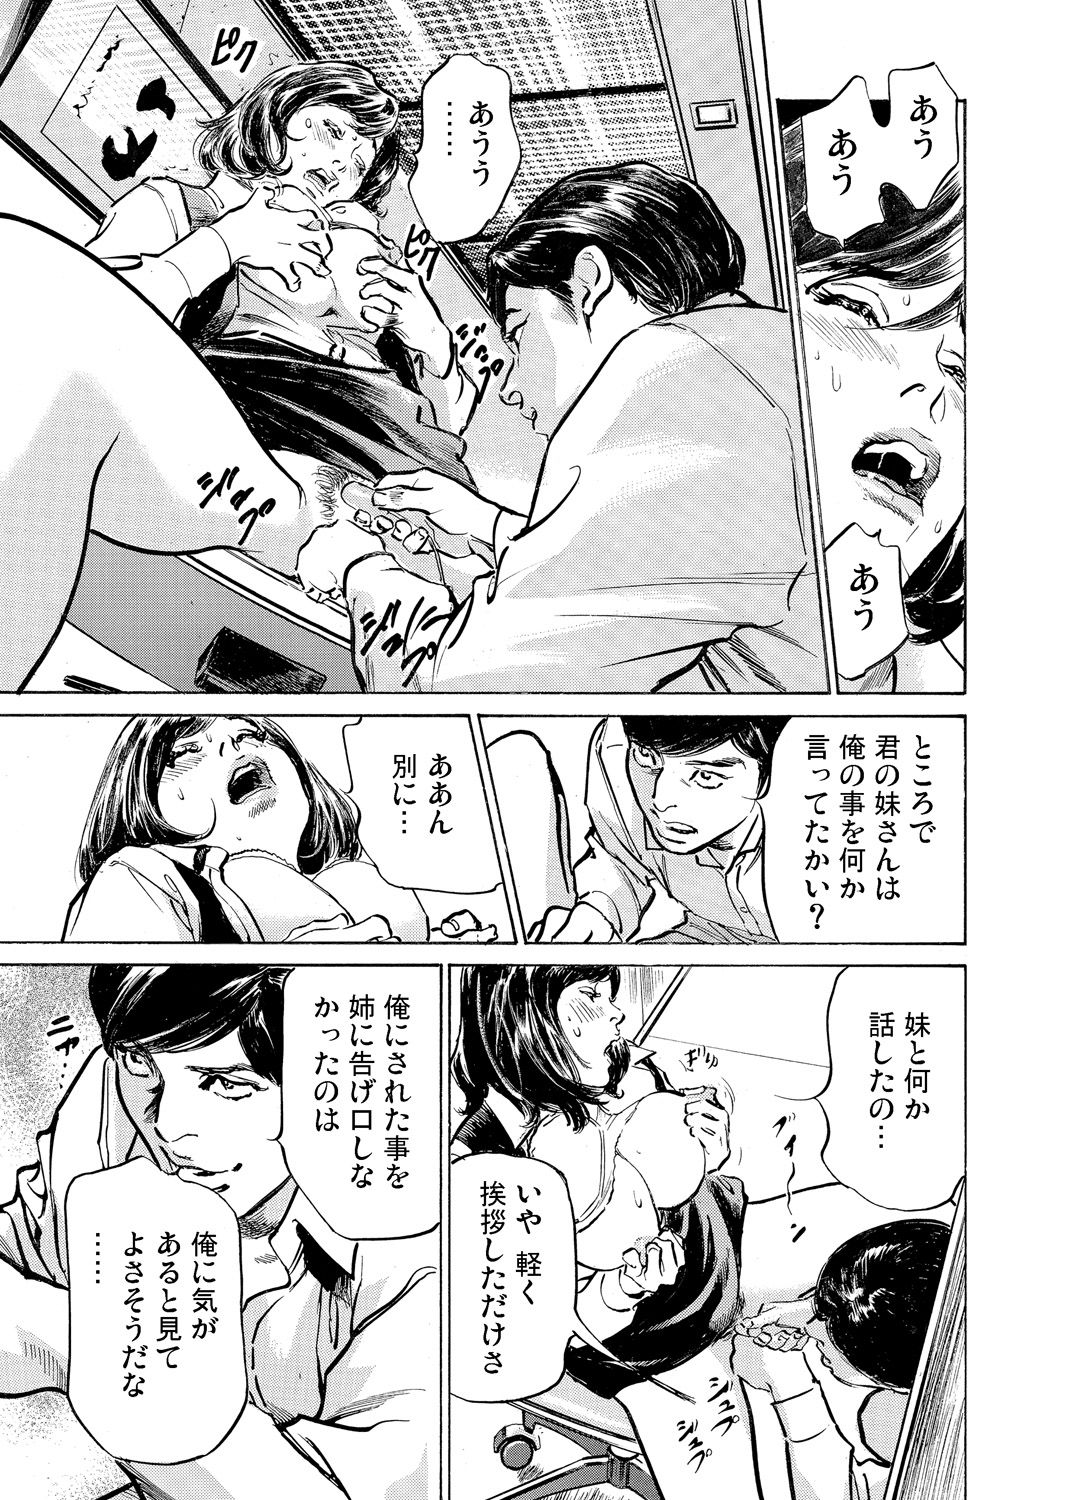 あう
あう
あう
あうう
……
ピク
ピク
ジュプ
ジュプ
ジュプ
ところで
君の妹さんは
俺の事を何か
言ってたかい？
ああん
別に…
妹と何か
話したの…
いや 軽く
挨拶しただけさ
ぎゅっ
シュプ
シュプ
俺にされた事を
姉に告げ口しな
かったのは
俺に気が
あると見て
よさそうだな
……
ニヤ…